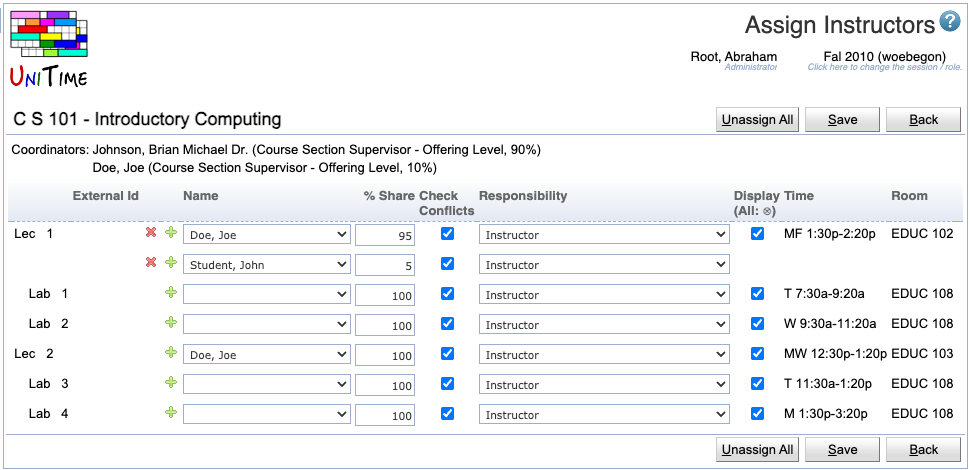 Assign Instructors ?
UniTime
Root, Abraham Fal 2010 (woebegon)
Administrator Click here to change the session / role.
C S 101 - Introductory Computing Unassign All Save Back
Coordinators: Johnson, Brian Michael Dr. (Course Section Supervisor - Offering Level, 90%)
Doe, Joe (Course Section Supervisor - Offering Level, 10%)
External Id Name % Share Check Responsibility Display Time Room
Conflicts (All: ⊗)
Lec 1 Doe, Joe 95 Instructor MF 1:30p-2:20p EDUC 102
Student, John 5 Instructor
Lab 1 100 Instructor T 7:30a-9:20a EDUC 108
Lab 2 100 Instructor W 9:30a-11:20a EDUC 108
Lec 2 Doe, Joe 100 Instructor MW 12:30p-1:20p EDUC 103
Lab 3 100 Instructor T 11:30a-1:20p EDUC 108
Lab 4 100 Instructor M 1:30p-3:20p EDUC 108
Unassign All Save Back